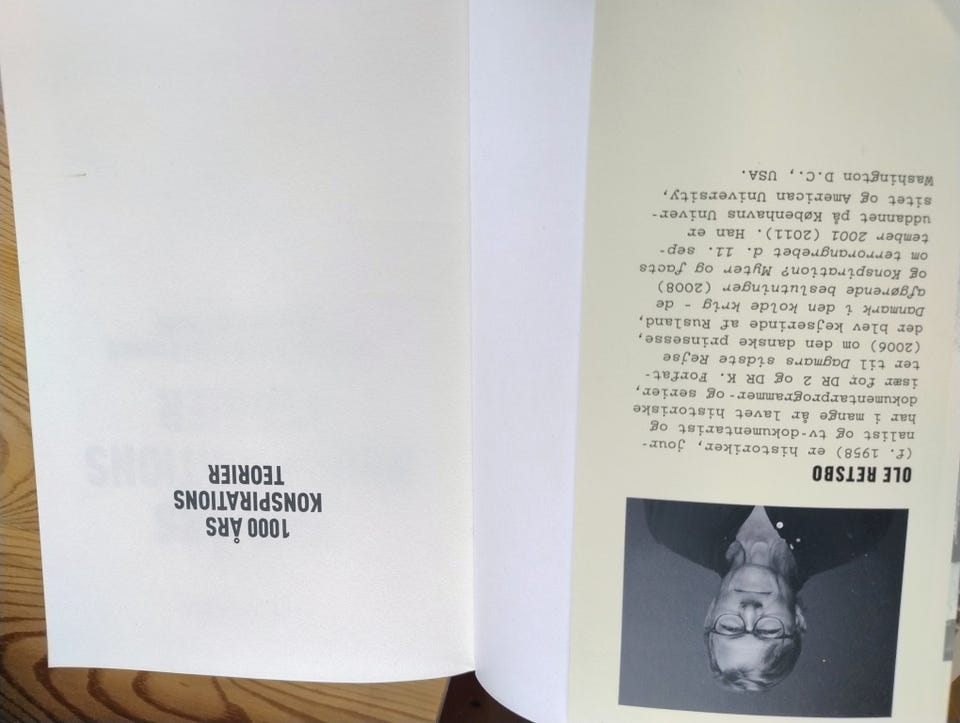 1000 ÅRS
KONSPIRATIONS
TEORIER
OLE RETSBO
(f. 1958) er historiker, jour-
nalist og tv-dokumentarist og
har i mange år lavet historiske
dokumentarprogrammer- og serier,
især for DR 2 og DR K. Forfat-
ter til Dagmars sidste Rejse
(2006) om den danske prinsesse,
der blev kejserinde af Rusland,
Danmark i den kolde krig - de
afgørende beslutninger (2008)
og Konspiration? Myter og facts
om terrorangrebet d. 11. sep-
tember 2001 (2011). Han er
uddannet på Københavns Univer-
sitet og American University,
Washington D.C., USA.